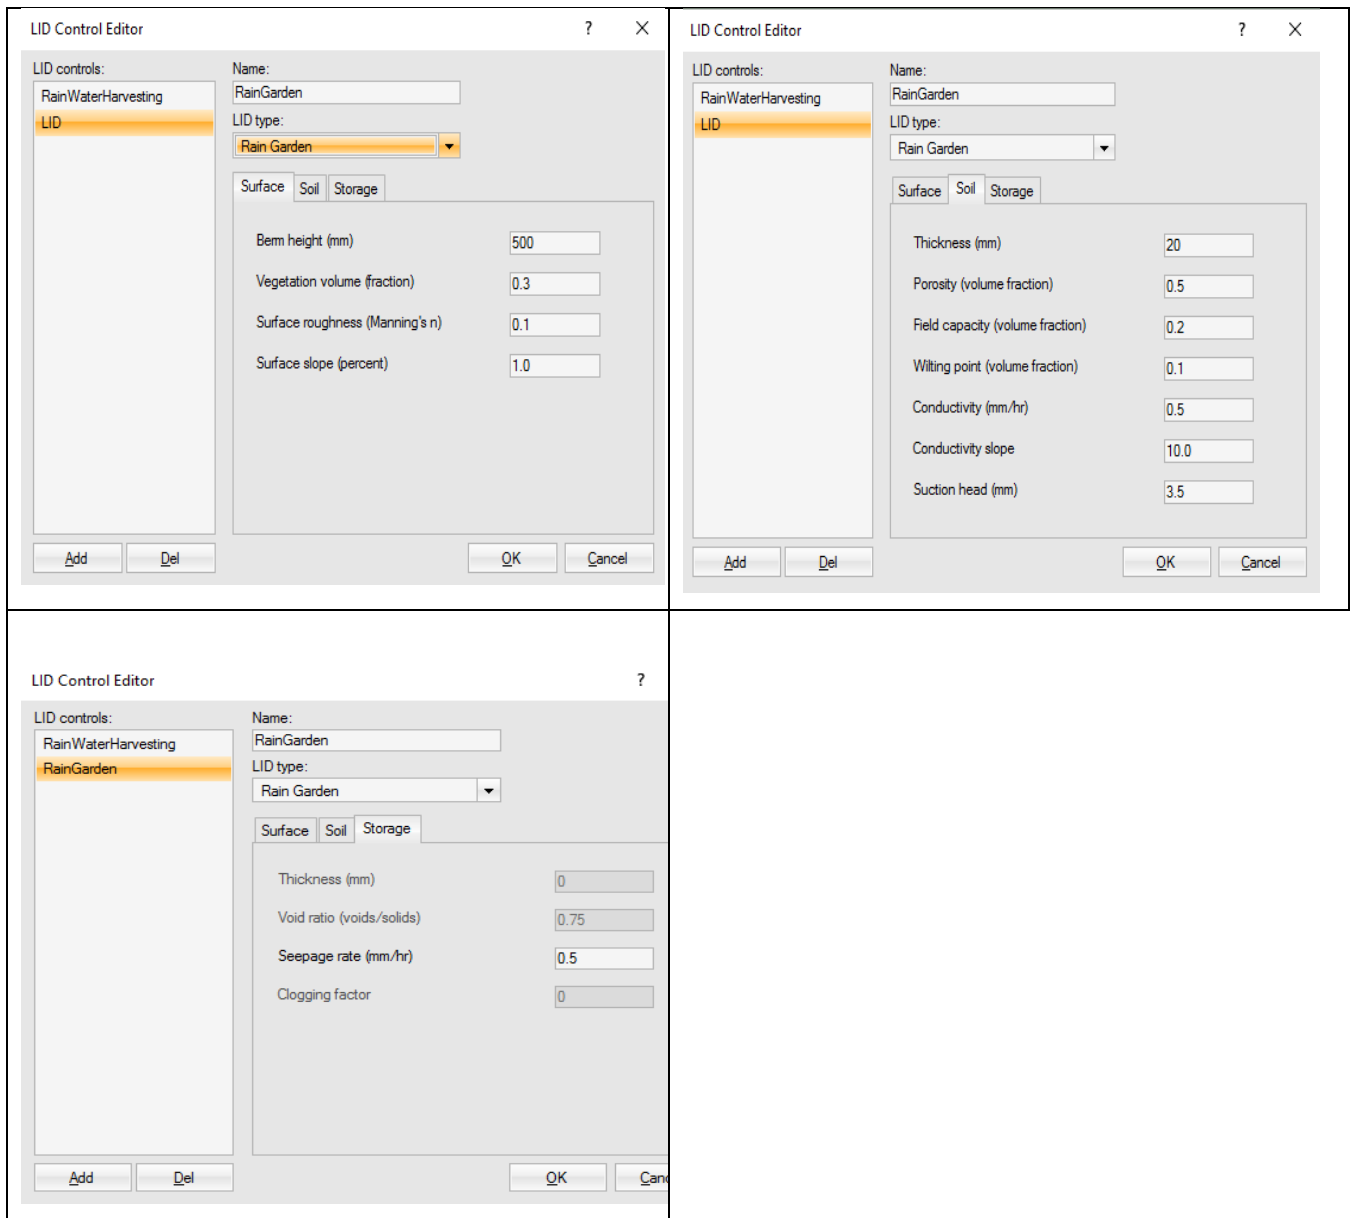 LID Control Editor ?
LID controls:
RainWaterHarvesting
LID
Name:
RainGarden
LID type:
Rain Garden
Surface Soil Storage
Berm height (mm) 500
Vegetation volume (fraction) 0.3
Surface roughness (Manning's n) 0.1
Surface slope (percent) 1.0
Add Del OK Cancel
LID Control Editor ?
LID controls:
RainWaterHarvesting
LID
Name:
RainGarden
LID type:
Rain Garden
Surface Soil Storage
Thickness (mm) 20
Porosity (volume fraction) 0.5
Field capacity (volume fraction) 0.2
Wilting point (volume fraction) 0.1
Conductivity (mm/hr) 0.5
Conductivity slope 10.0
Suction head (mm) 3.5
Add Del OK Cancel
LID Control Editor ?
LID controls:
RainWaterHarvesting
RainGarden
Name:
RainGarden
LID type:
Rain Garden
Surface Soil Storage
Thickness (mm) 0
Void ratio (voids/solids) 0.75
Seepage rate (mm/hr) 0.5
Clogging factor 0
Add Del OK Canc